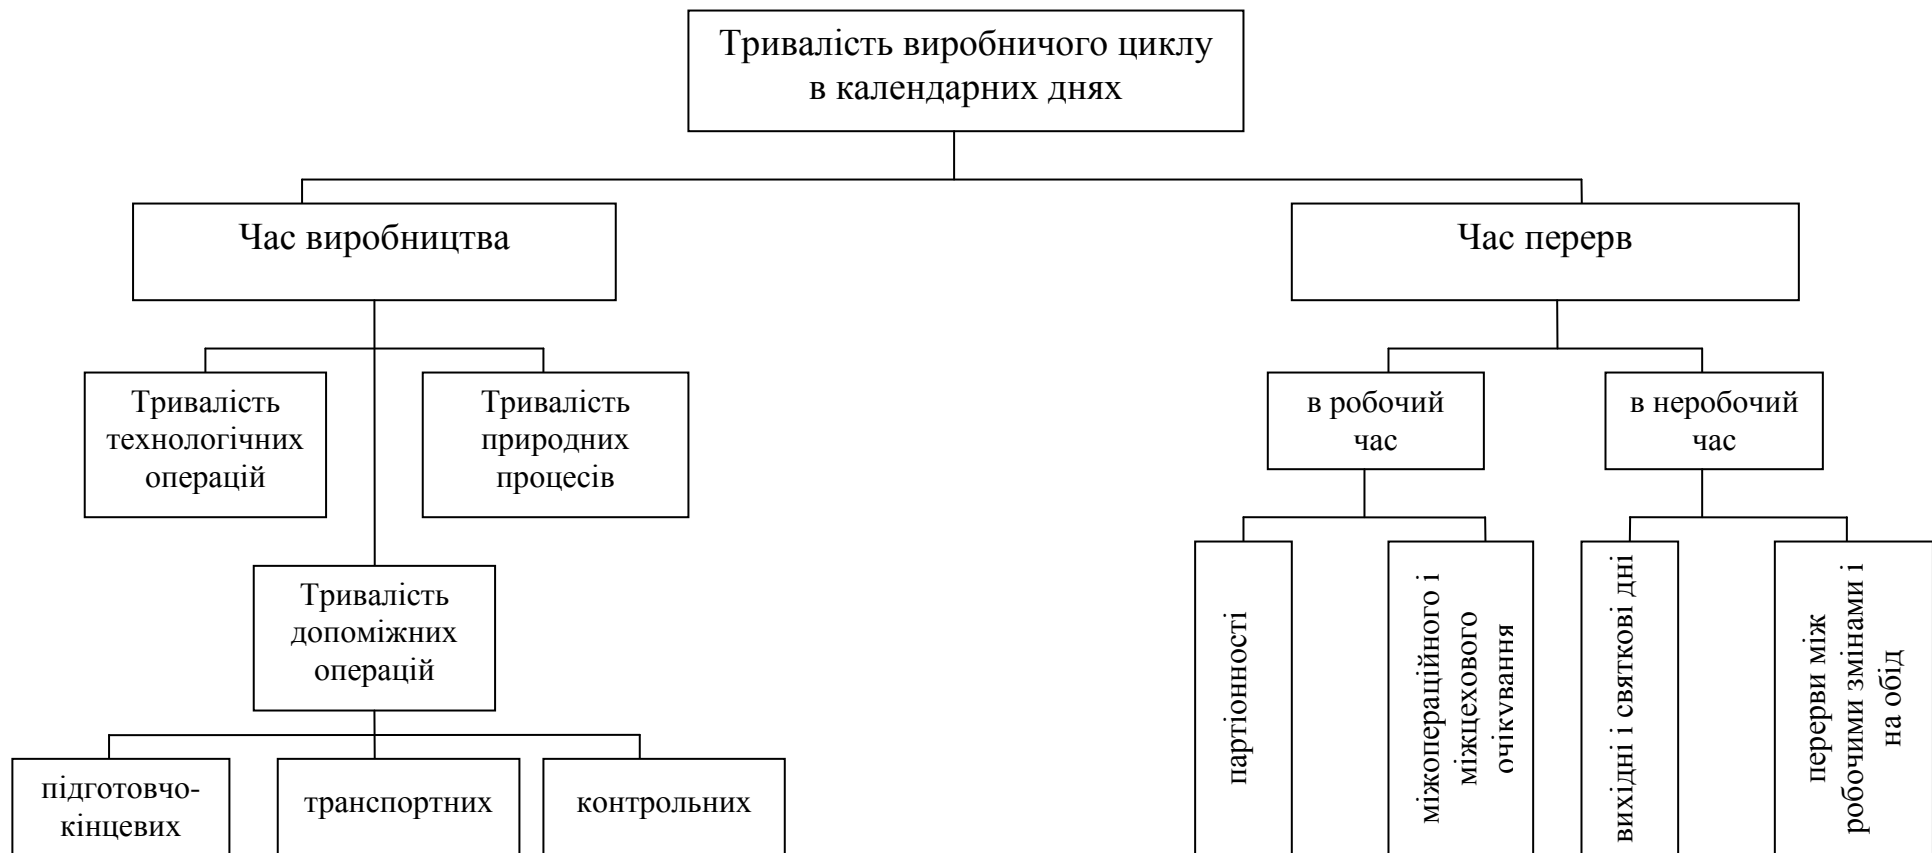 Тривалість виробничого циклу
в календарних днях
Час виробництва
Час перерв
Тривалість
технологічних
операцій
Тривалість
природних
процесів
в робочий
час
в неробочий
час
Тривалість
допоміжних
операцій
підготовчо-
кінцевих
транспортних
контрольних
партіонності
міжопераційного і
міжцехового
очікування
вихідні і святкові дні
перерви між
робочими змінами і
на обід